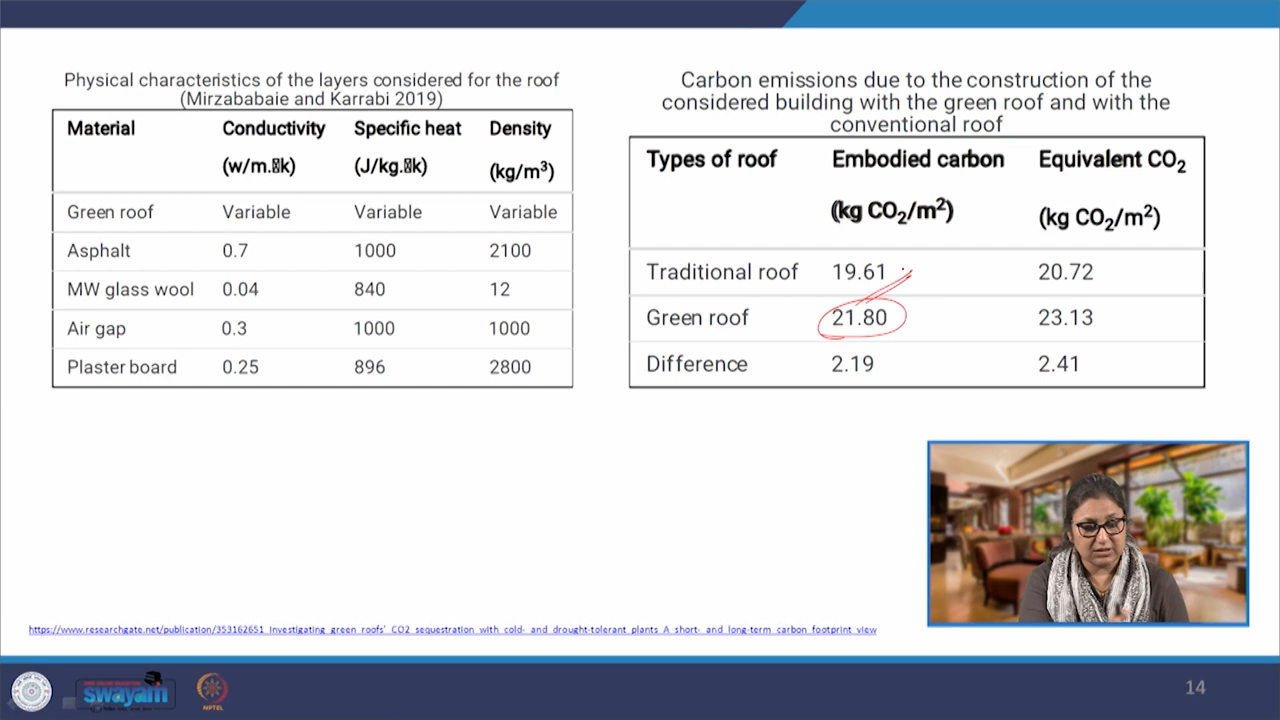 Physical characteristics of the layers considered for the roof
(Mirzababaie and Karrabi 2019)
Material Conductivity Specific heat Density
(w/m.k) (J/kg.k) (kg/m³)
Green roof Variable Variable Variable
Asphalt 0.7 1000 2100
MW glass wool 0.04 840 12
Air gap 0.3 1000 1000
Plaster board 0.25 896 2800
Carbon emissions due to the construction of the
considered building with the green roof and with the
conventional roof
Types of roof Embodied carbon Equivalent CO₂
(kg CO₂/m²) (kg CO₂/m²)
Traditional roof 19.61 20.72
Green roof 21.80 23.13
Difference 2.19 2.41
https://www.researchgate.net/publication/353162651_Investigating_green_roofs'_CO2_sequestration_with_cold-_and_drought-tolerant_plants_A_short-_and_long-term_carbon_footprint_view
swayam
NPTEL
14